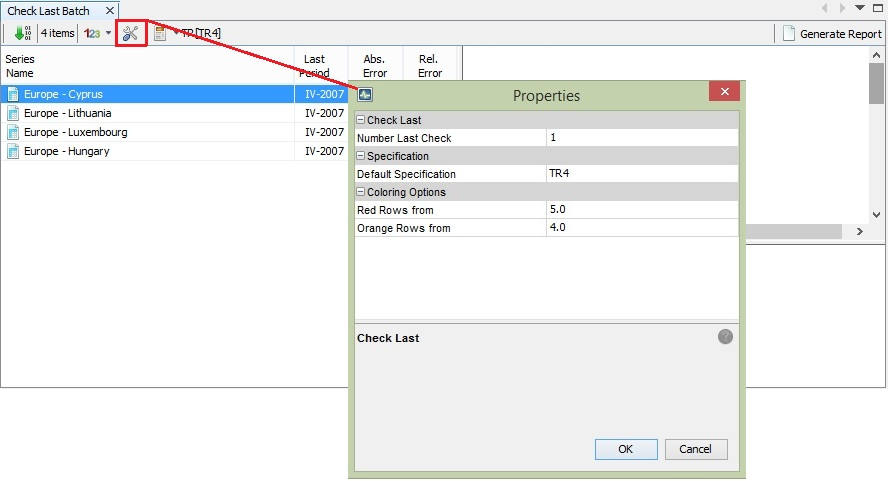 Check Last Batch
4 items 123 TR[TR4] Generate Report
Series Name Last Period Abs. Error Rel. Error
Europe - Cyprus IV-2007
Europe - Lithuania IV-2007
Europe - Luxembourg IV-2007
Europe - Hungary IV-2007
Properties
Check Last
Number Last Check 1
Specification
Default Specification TR4
Coloring Options
Red Rows from 5.0
Orange Rows from 4.0
Check Last
OK Cancel